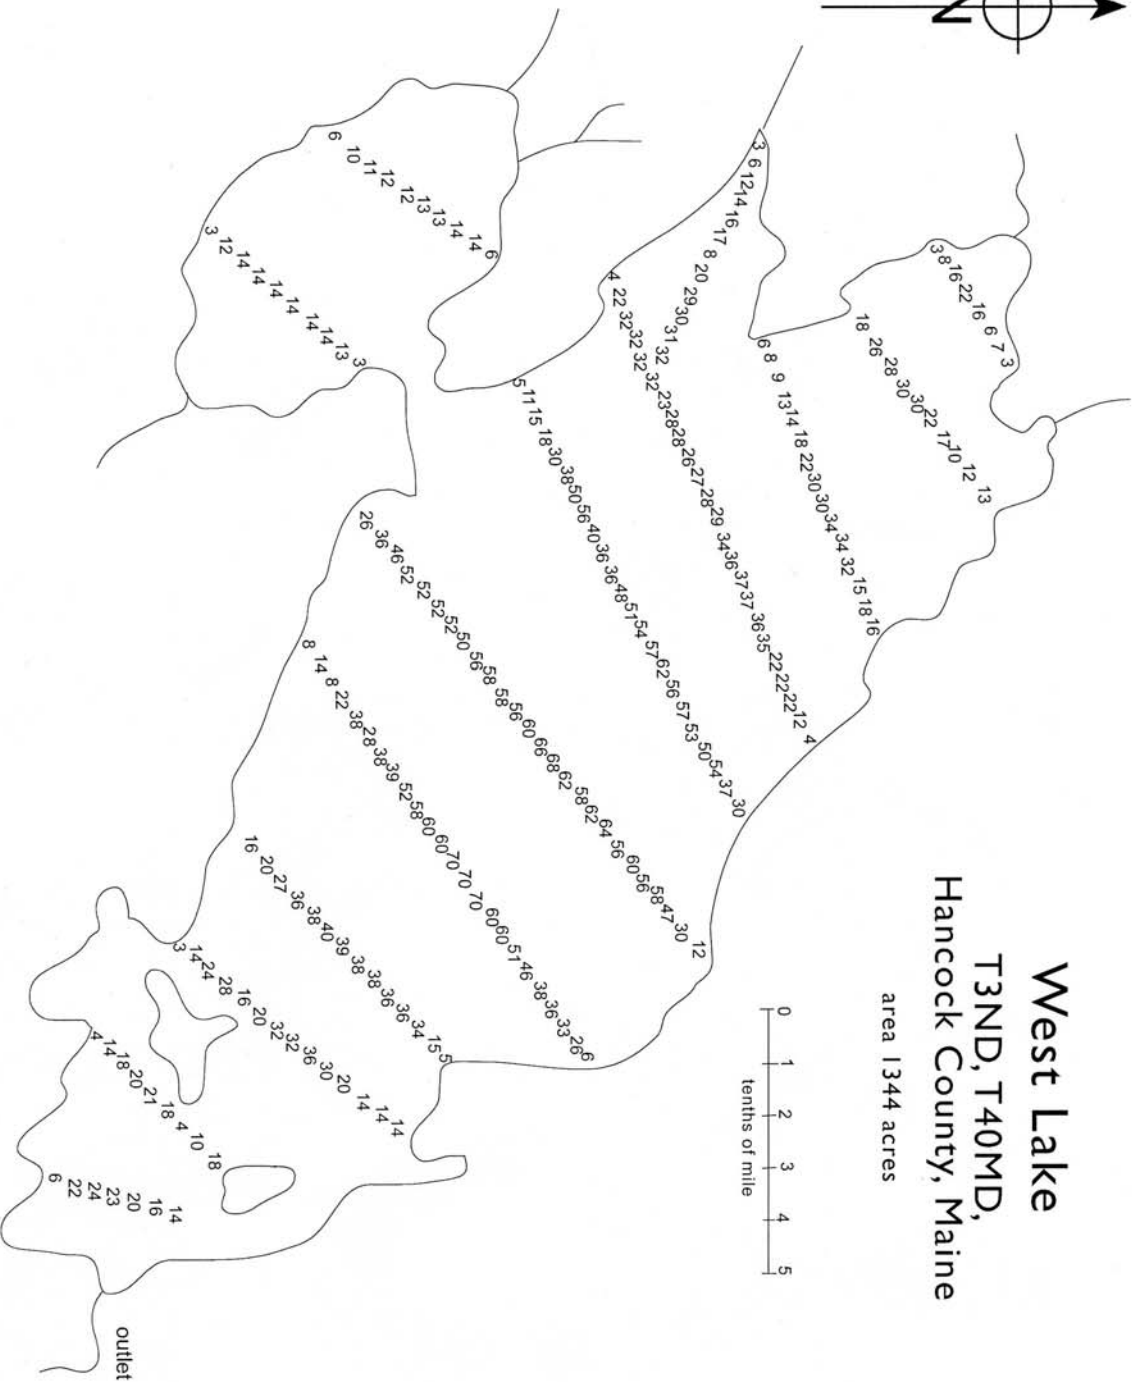 West Lake
T3ND, T40MD,
Hancock County, Maine
area 1344 acres
0 1 2 3 4 5
tenths of mile
N
3 8 16 22 16 6 7 3
18 26 28 30 30 22 17 10 12 13
6 8 9 13 14 18 22 30 30 34 34 32 15 18 16
3 6 12 14 16 17 8 20 29 30 31 32
4 22 32 32 32 32 23 28 28 28 26 27 28 29 34 36 37 37 36 35 22 22 22 12 4
5 11 15 18 30 38 50 56 40 36 36 48 51 54 57 62 56 57 53 50 54 37 30
6 10 11 12 12 13 13 14 14 6
3 12 14 14 14 14 14 14 13 3
26 36 46 52 52 52 52 50 56 58 58 56 60 66 68 62 58 62 64 56 60 56 58 47 30 12
8 14 8 22 38 28 38 39 52 58 60 60 70 70 70 60 60 51 46 38 36 33 26 6
16 20 27 36 38 40 39 38 38 36 36 34 15 5
3 14 24 28 16 20 32 32 36 30 20 14 14 14
4 14 18 20 21 18 4 10 18
6 22 24 23 20 16 14
outlet